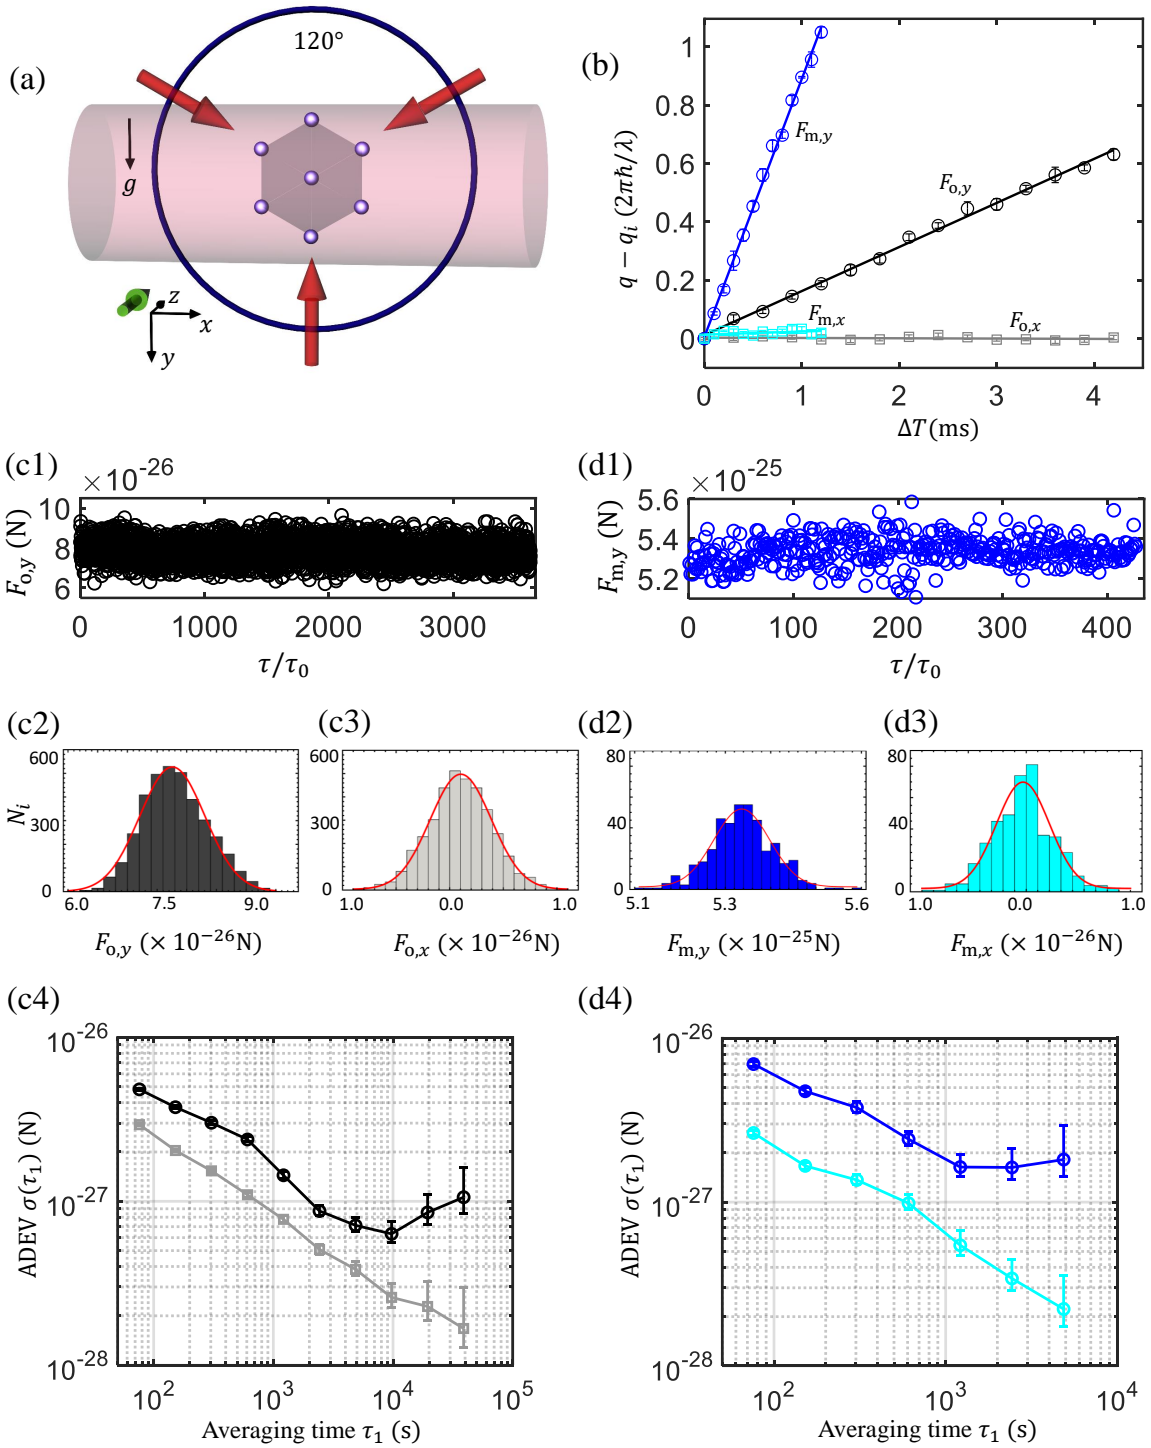 (a)
120°
g
z
x
y
(b)
q − q_i (2πħ/λ)
1
0.8
0.6
0.4
0.2
0
F_m,y
F_o,y
F_m,x
F_o,x
0 1 2 3 4
ΔT(ms)
(c1)
×10^-26
F_o,y (N)
10
8
6
0 1000 2000 3000
τ/τ_0
(d1)
×10^-25
F_m,y (N)
5.6
5.4
5.2
0 100 200 300 400
τ/τ_0
(c2)
N_i
600
300
0
6.0 7.5 9.0
F_o,y (× 10^−26N)
(c3)
600
300
0
1.0 0.0 1.0
F_o,x (× 10^−26N)
(d2)
80
40
0
5.1 5.3 5.6
F_m,y (× 10^−25N)
(d3)
80
40
0
1.0 0.0 1.0
F_m,x (× 10^−26N)
(c4)
ADEV σ(τ_1) (N)
10^-26
10^-27
10^-28
10^2 10^3 10^4 10^5
Averaging time τ_1 (s)
(d4)
ADEV σ(τ_1) (N)
10^-26
10^-27
10^-28
10^2 10^3 10^4
Averaging time τ_1 (s)